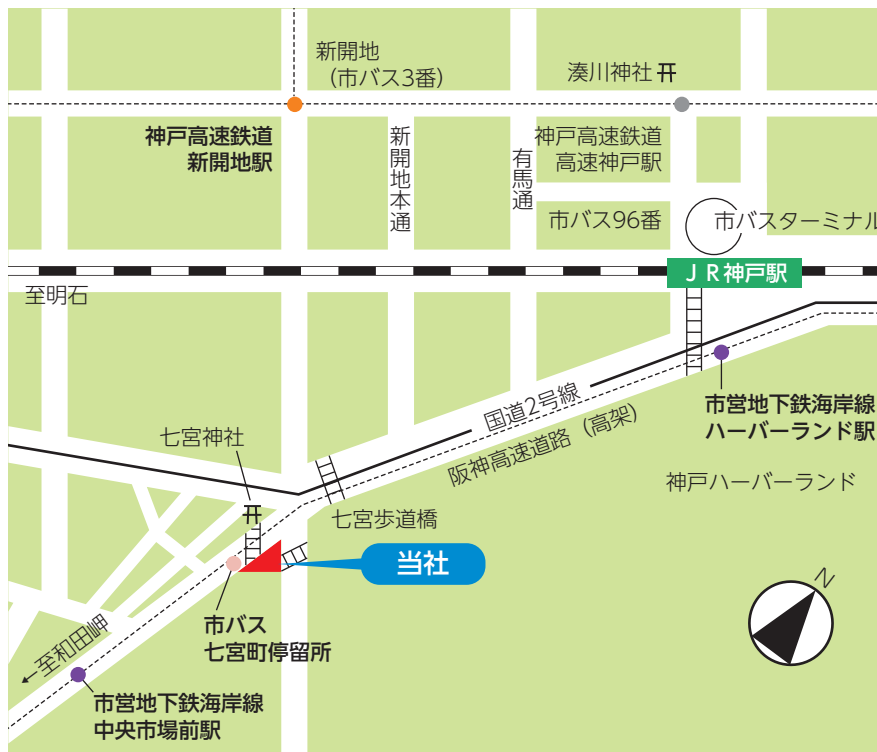 新開地
（市バス3番）
湊川神社
神戸高速鉄道
新開地駅
新開地本通
有馬通
神戸高速鉄道
高速神戸駅
市バス96番
市バスターミナル
ＪＲ神戸駅
至明石
国道2号線
阪神高速道路（高架）
市営地下鉄海岸線
ハーバーランド駅
神戸ハーバーランド
七宮神社
七宮歩道橋
当社
市バス
七宮町停留所
←至和田岬
市営地下鉄海岸線
中央市場前駅
N